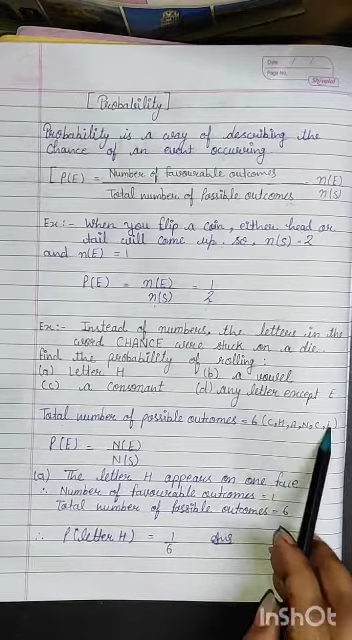 Date / /
Page No.
[Probability]
Probability is a way of describing the
Chance of an event occurring.
[P(E) = Number of favourable outcomes / Total number of possible outcomes = n(E) / n(S)
Ex:- When you flip a coin, either head or
tail will come up. so, n(S) = 2
and n(E) = 1
P(E) = n(E) / n(S) = 1 / 2
Ex:- Instead of numbers, the letters in the
word CHANCE were stuck on a die.
find the probability of rolling:
(a) Letter H (b) a vowel
(c) a consonant (d) any letter except E.
Total number of possible outcomes = 6 (C,H,A,N,C,E)
P(E) = N(E) / N(S)
(a) The letter H appears on one face
∴ Number of favourable outcomes = 1
Total number of possible outcomes = 6
∴ P(letter H) = 1 / 6 Ans
InShOt